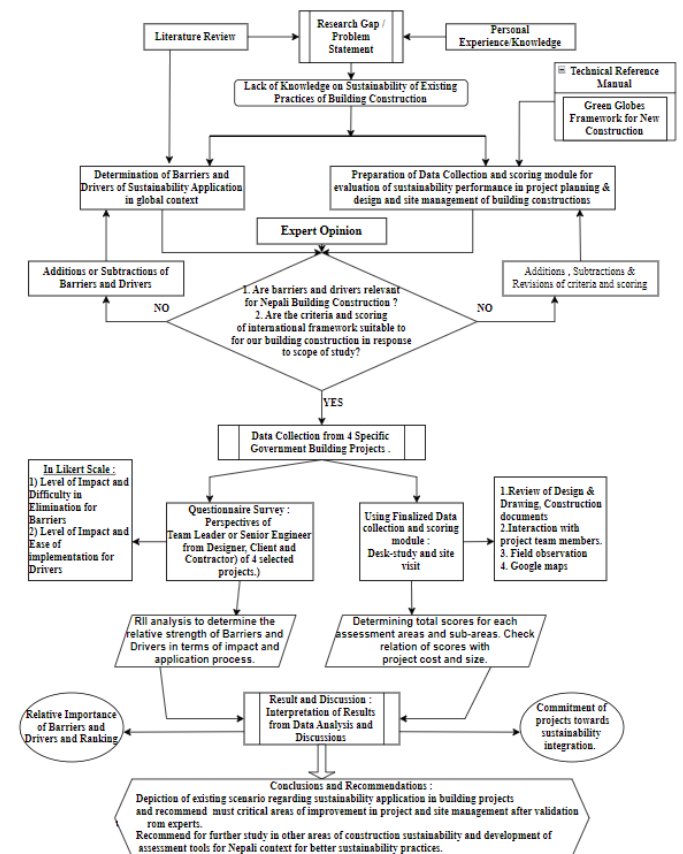 Literature Review
Research Gap /
Problem
Statement
Personal
Experience/Knowledge
Technical Reference
Manual
Green Globes
Framework for New
Construction
Lack of Knowledge on Sustainability of Existing
Practices of Building Construction
Determination of Barriers and
Drivers of Sustainability Application
in global context
Preparation of Data Collection and scoring module for
evaluation of sustainability performance in project planning &
design and site management of building constructions
Expert Opinion
Additions or Subtractions of
Barriers and Drivers
Additions , Subtractions &
Revisions of criteria and scoring
NO
NO
1. Are barriers and drivers relevant
for Nepali Building Construction ?
2. Are the criteria and scoring
of international framework suitable to
for our building construction in response
to scope of study?
YES
Data Collection from 4 Specific
Government Building Projects .
In Likert Scale :
1) Level of Impact and
Difficulty in
Elimination for
Barriers
2) Level of Impact and
Ease of
implementation for
Drivers
Questionnaire Survey :
Perspectives of
Team Leader or Senior Engineer
from Designer, Client and
Contractor) of 4 selected
projects.)
Using Finalized Data
collection and scoring
module :
Desk-study and site
visit
1.Review of Design &
Drawing, Construction
documents
2.Interaction with
project team members.
3. Field observation
4. Google maps
RII analysis to determine the
relative strength of Barriers and
Drivers in terms of impact and
application process.
Determining total scores for each
assessment areas and sub-areas. Check
relation of scores with
project cost and size.
Relative Importance
of Barriers and
Drivers and Ranking
Result and Discussion :
Interpretation of Results
from Data Analysis and
Discussions
Commitment of
projects towards
sustainability
integration.
Conclusions and Recommendations :
Depiction of existing scenario regarding sustainability application in building projects
and recommend must critical areas of improvement in project and site management after validation
rom experts.
Recommend for further study in other areas of construction sustainability and development of
assessment tools for Nepali context for better sustainability practices.